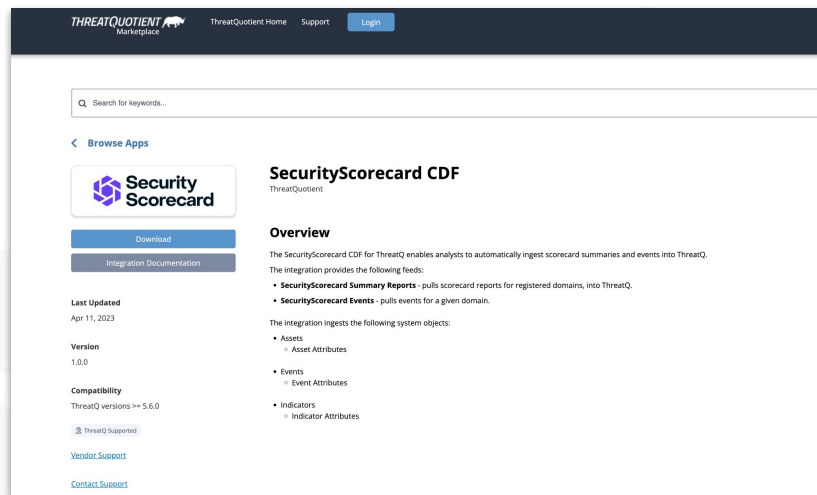 THREATQUOTIENT
Marketplace
ThreatQuotient Home Support Login
Search for keywords...
Browse Apps
Security
Scorecard
Download
Integration Documentation
Last Updated
Apr 11, 2023
Version
1.0.0
Compatibility
ThreatQ versions >= 5.6.0
ThreatQ Supported
Vendor Support
Contact Support
SecurityScorecard CDF
ThreatQuotient
Overview
The SecurityScorecard CDF for ThreatQ enables analysts to automatically ingest scorecard summaries and events into ThreatQ.
The integration provides the following feeds:
• SecurityScorecard Summary Reports - pulls scorecard reports for registered domains, into ThreatQ.
• SecurityScorecard Events - pulls events for a given domain.
The integration ingests the following system objects:
• Assets
○ Asset Attributes
• Events
○ Event Attributes
• Indicators
○ Indicator Attributes